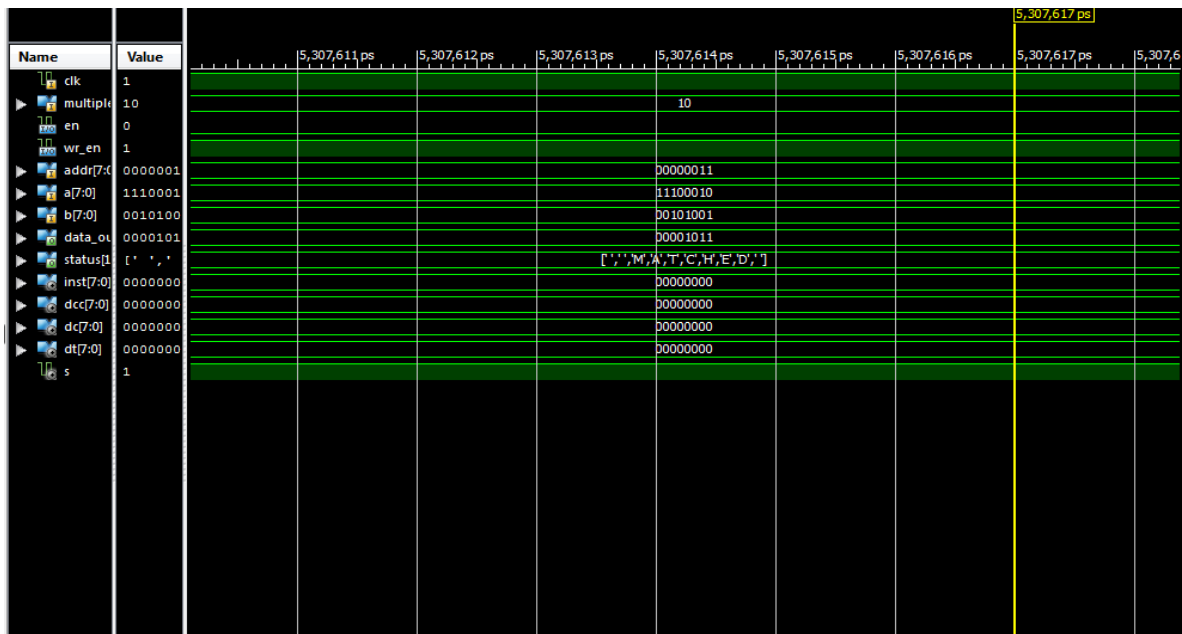 5,307,617 ps
Name Value
5,307,611 ps 5,307,612 ps 5,307,613 ps 5,307,614 ps 5,307,615 ps 5,307,616 ps 5,307,617 ps 5,307,6
clk 1
multiple 10 10
en 0
wr_en 1
addr[7:0 0000001 00000011
a[7:0] 1110001 11100010
b[7:0] 0010100 00101001
data_ou 0000101 00001011
status[1 [' ',' [' ',' ','M','A','T','C','H','E','D',' ']
inst[7:0] 0000000 00000000
dcc[7:0] 0000000 00000000
dc[7:0] 0000000 00000000
dt[7:0] 0000000 00000000
s 1